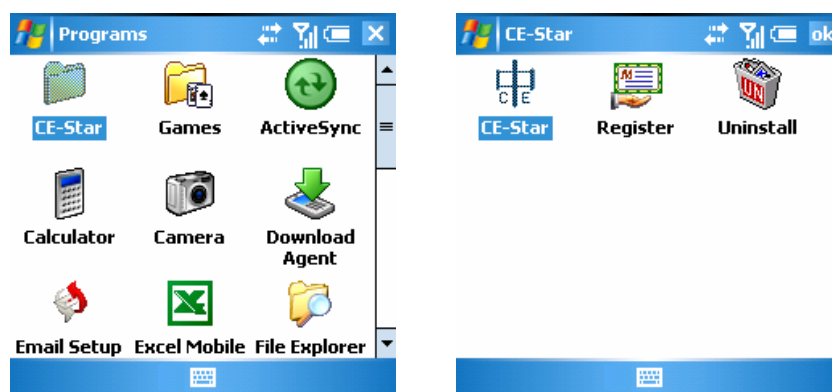 Programs
CE-Star
Games
ActiveSync
Calculator
Camera
Download
Agent
Email Setup
Excel Mobile
File Explorer
CE-Star
ok
C E
UN
CE-Star
Register
Uninstall